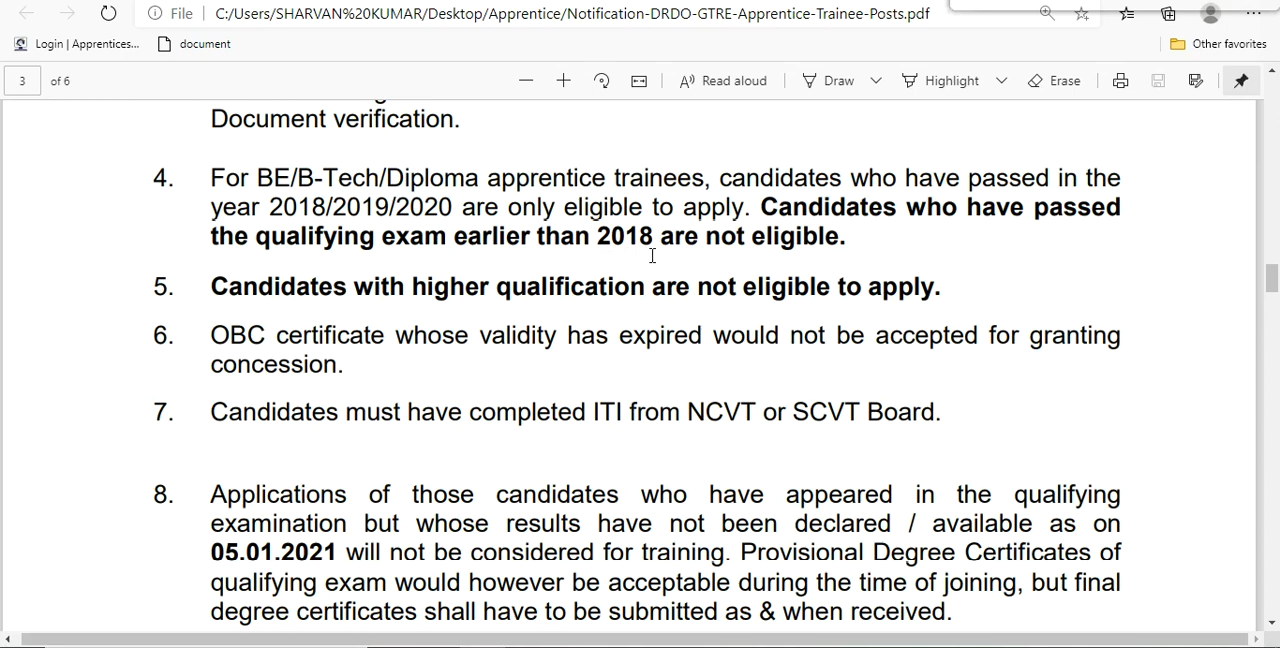 File | C:/Users/SHARVAN%20KUMAR/Desktop/Apprentice/Notification-DRDO-GTRE-Apprentice-Trainee-Posts.pdf
Login | Apprentices... document Other favorites
3 of 6 Read aloud Draw Highlight Erase
Document verification.
4. For BE/B-Tech/Diploma apprentice trainees, candidates who have passed in the
year 2018/2019/2020 are only eligible to apply. Candidates who have passed
the qualifying exam earlier than 2018 are not eligible.
5. Candidates with higher qualification are not eligible to apply.
6. OBC certificate whose validity has expired would not be accepted for granting
concession.
7. Candidates must have completed ITI from NCVT or SCVT Board.
8. Applications of those candidates who have appeared in the qualifying
examination but whose results have not been declared / available as on
05.01.2021 will not be considered for training. Provisional Degree Certificates of
qualifying exam would however be acceptable during the time of joining, but final
degree certificates shall have to be submitted as & when received.